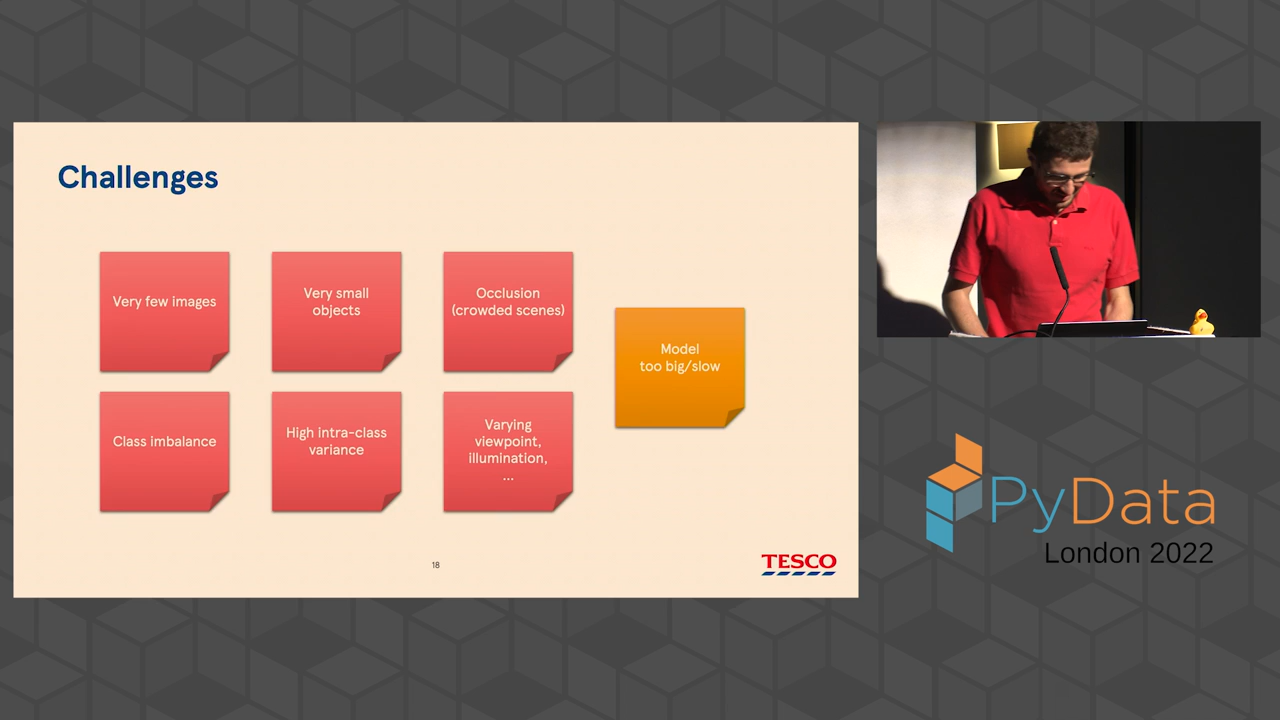 Challenges
Very few images
Very small
objects
Occlusion
(crowded scenes)
Model
too big/slow
Class imbalance
High intra-class
variance
Varying
viewpoint,
illumination,
...
18
TESCO
PyData
London 2022